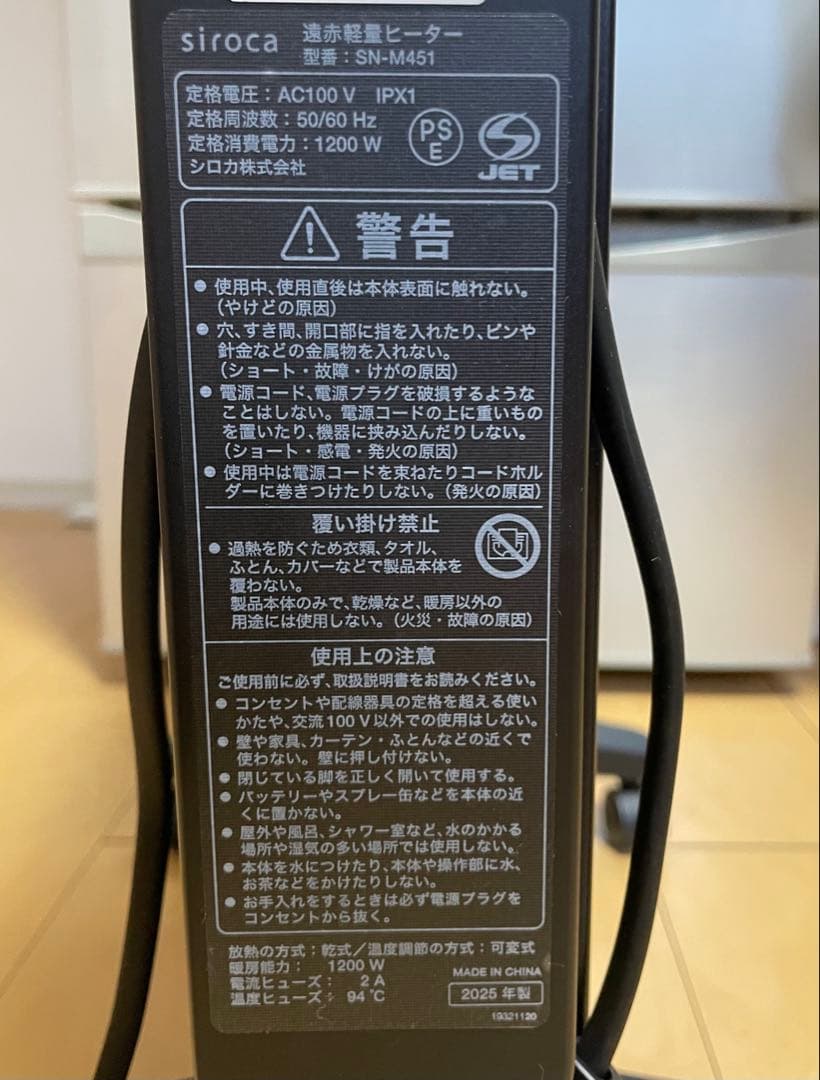 siroca 遠赤軽量ヒーター
型番：SN-M451
定格電圧：AC100 V IPX1
定格周波数：50/60 Hz
定格消費電力：1200 W
シロカ株式会社
PS
E
JET
警告
● 使用中、使用直後は本体表面に触れない。
（やけどの原因）
● 穴、すき間、開口部に指を入れたり、ピンや
針金などの金属物を入れない。
（ショート・故障・けがの原因）
● 電源コード、電源プラグを破損するような
ことはしない。電源コードの上に重いもの
を置いたり、機器に挟み込んだりしない。
（ショート・感電・発火の原因）
● 使用中は電源コードを束ねたりコードホル
ダーに巻きつけたりしない。（発火の原因）
覆い掛け禁止
● 過熱を防ぐため衣類、タオル、
ふとん、カバーなどで製品本体を
覆わない。
製品本体のみで、乾燥など、暖房以外の
用途には使用しない。（火災・故障の原因）
使用上の注意
ご使用前に必ず、取扱説明書をお読みください。
● コンセントや配線器具の定格を超える使い
かたや、交流100 V以外での使用はしない。
● 壁や家具、カーテン・ふとんなどの近くで
使わない。壁に押し付けない。
● 閉じている脚を正しく開いて使用する。
● バッテリーやスプレー缶などを本体の近
くに置かない。
● 屋外や風呂、シャワー室など、水のかかる
場所や湿気の多い場所では使用しない。
● 本体を水につけたり、本体や操作部に水、
お茶などをかけたりしない。
● お手入れをするときは必ず電源プラグを
コンセントから抜く。
放熱の方式：乾式／温度調節の方式：可変式
暖房能力： 1200 W
電流ヒューズ： 2 A
温度ヒューズ： 94 ℃
MADE IN CHINA
2025 年製
19321120